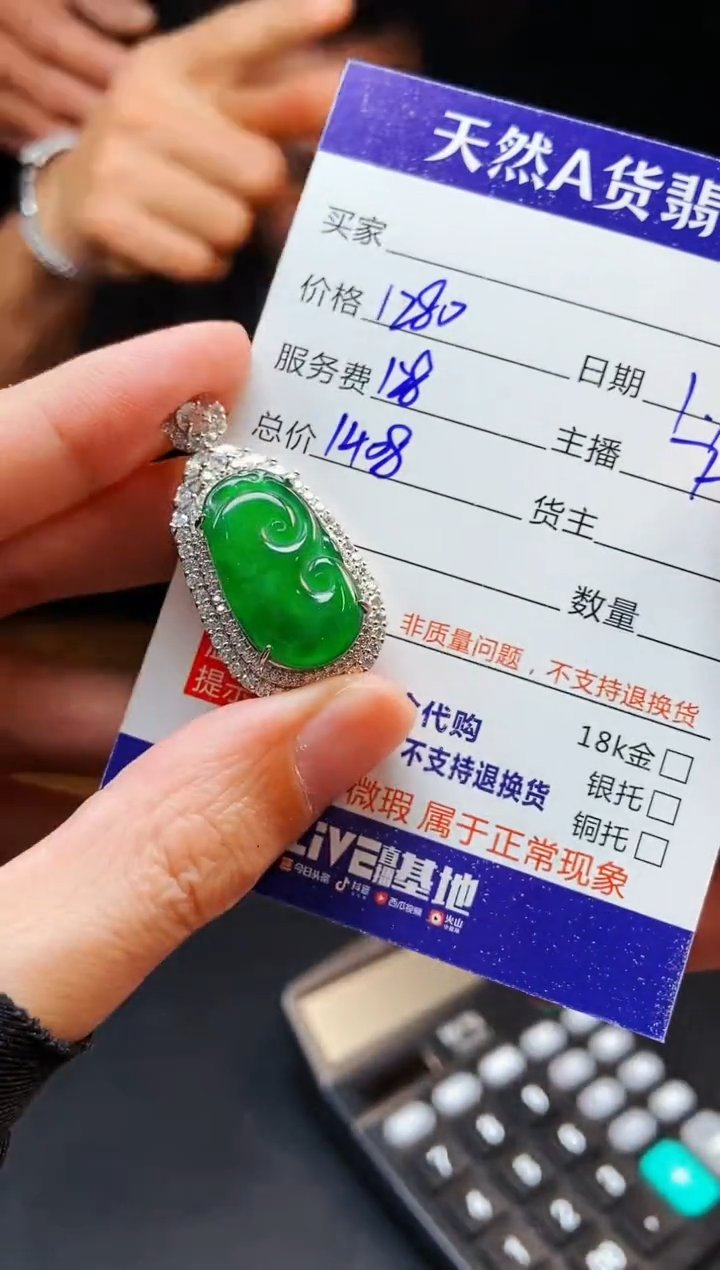 天然A货翡
买家
价格 1280
日期
服务费 128
主播
总价 1408
货主
数量
非质量问题，不支持退换货
提示
代购
18k金
不支持退换货
银托
微瑕 属于正常现象
铜托
LiVE直播基地
今日头条 抖音 西瓜视频 火山